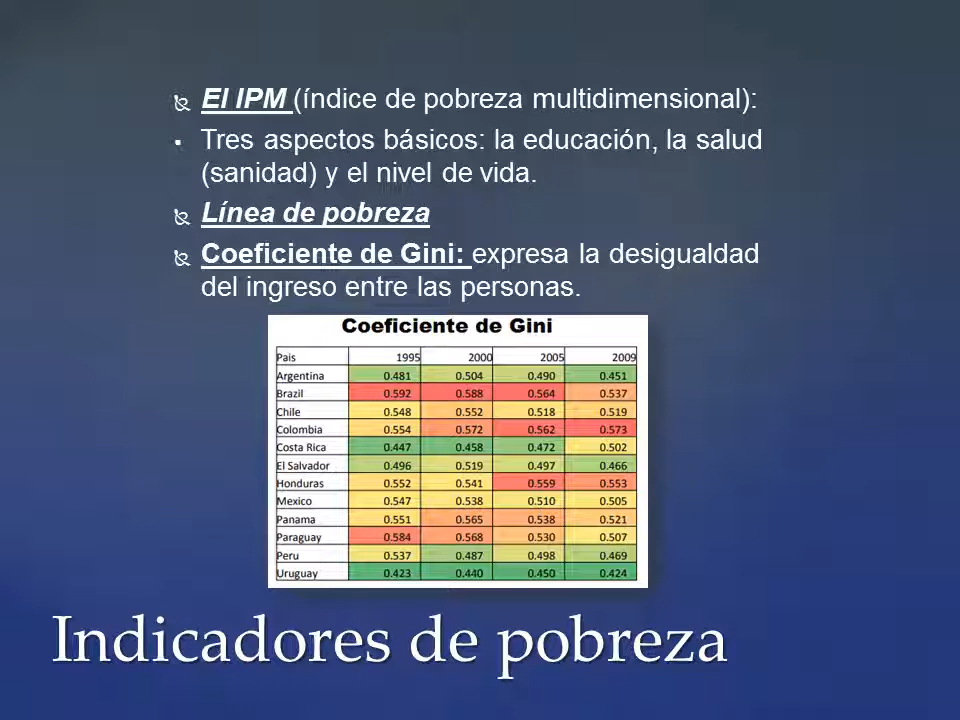 El IPM (índice de pobreza multidimensional):
Tres aspectos básicos: la educación, la salud
(sanidad) y el nivel de vida.
Línea de pobreza
Coeficiente de Gini: expresa la desigualdad
del ingreso entre las personas.
Coeficiente de Gini
Pais 1995 2000 2005 2009
Argentina 0.481 0.504 0.490 0.451
Brazil 0.592 0.588 0.564 0.537
Chile 0.548 0.552 0.518 0.519
Colombia 0.554 0.572 0.562 0.573
Costa Rica 0.447 0.458 0.472 0.502
El Salvador 0.496 0.519 0.497 0.466
Honduras 0.552 0.541 0.559 0.553
Mexico 0.547 0.538 0.510 0.505
Panama 0.551 0.565 0.538 0.521
Paraguay 0.584 0.568 0.530 0.507
Peru 0.537 0.487 0.498 0.469
Uruguay 0.423 0.440 0.450 0.424
Indicadores de pobreza